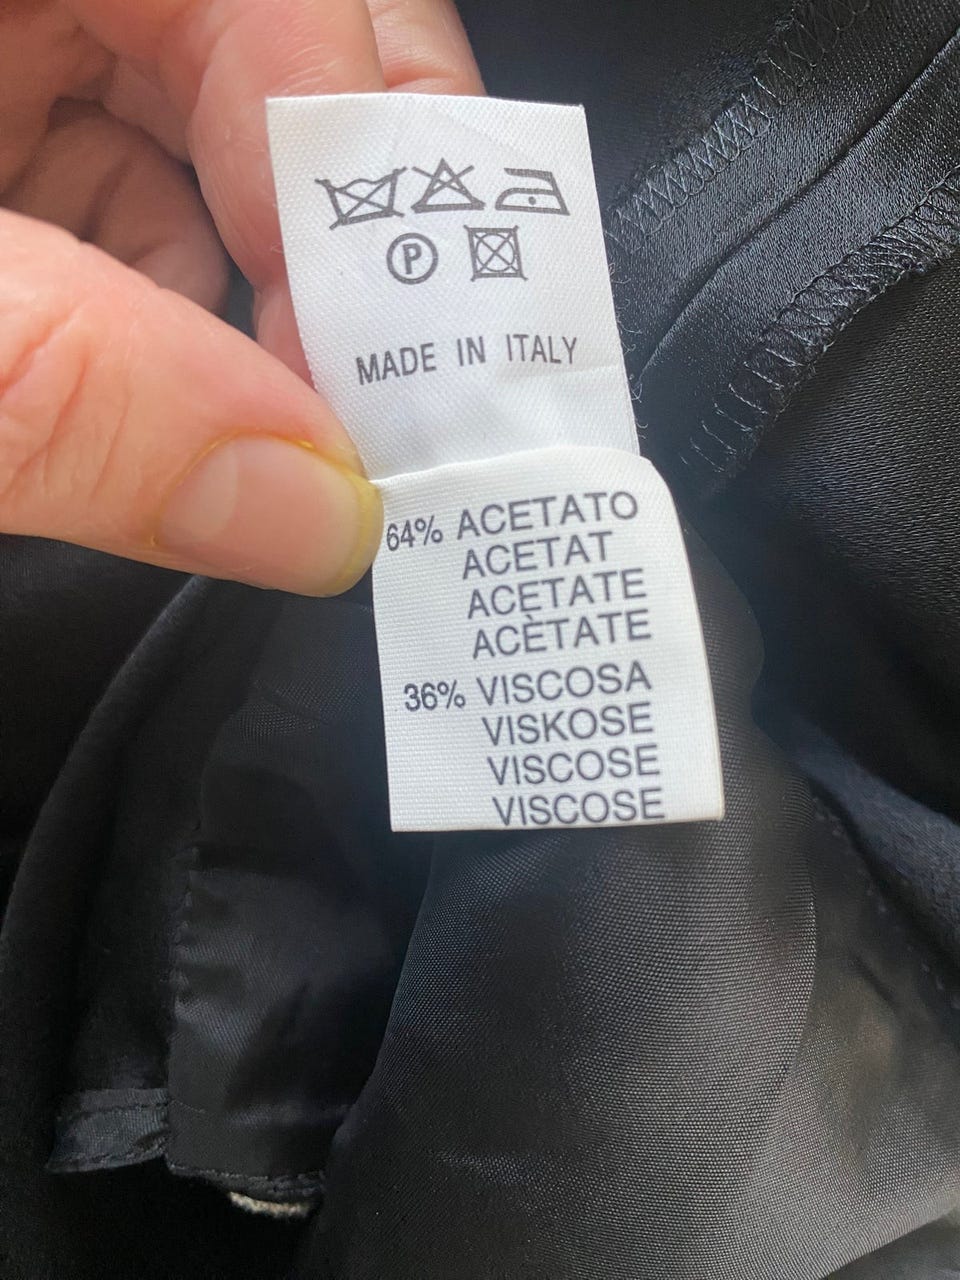 P
MADE IN ITALY
64% ACETATO
ACETAT
ACETATE
ACÈTATE
36% VISCOSA
VISKOSE
VISCOSE
VISCOSE